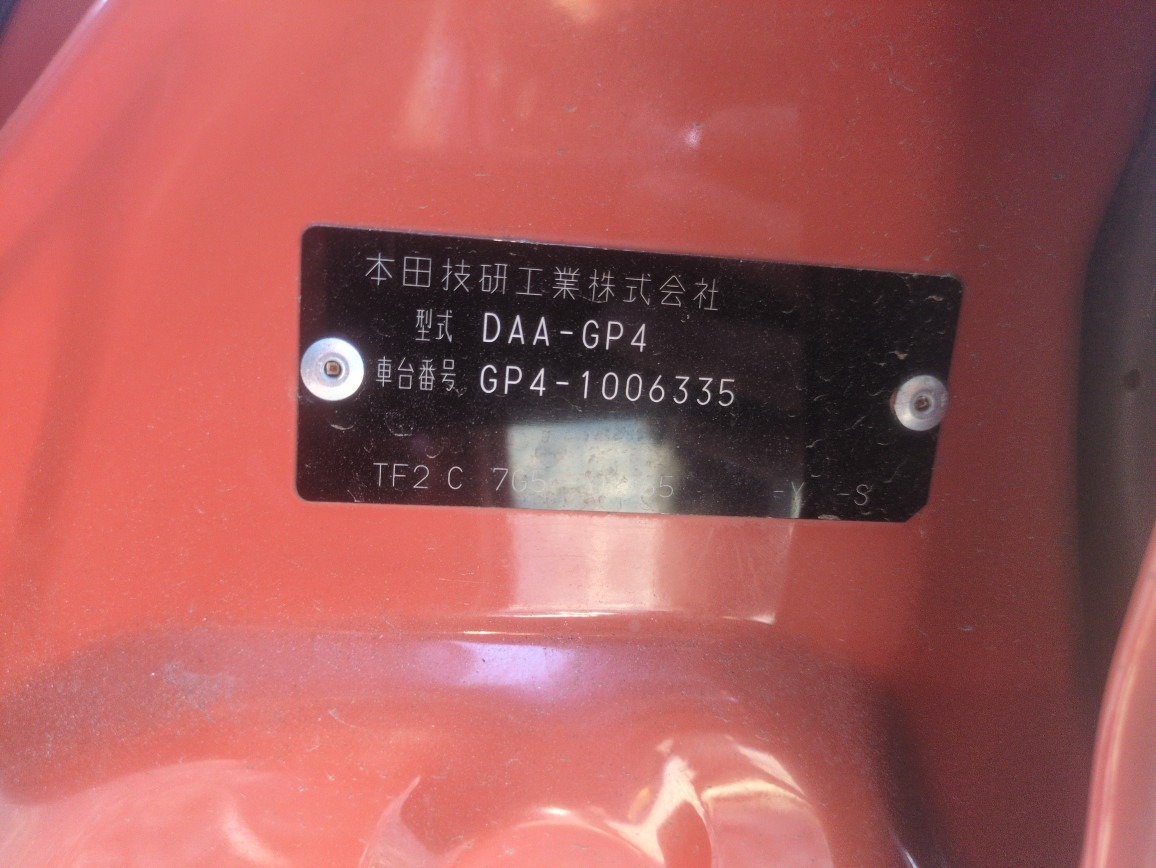 本田技研工業株式会社
型式 DAA-GP4
車台番号 GP4-1006335
TF2 C -Y -S